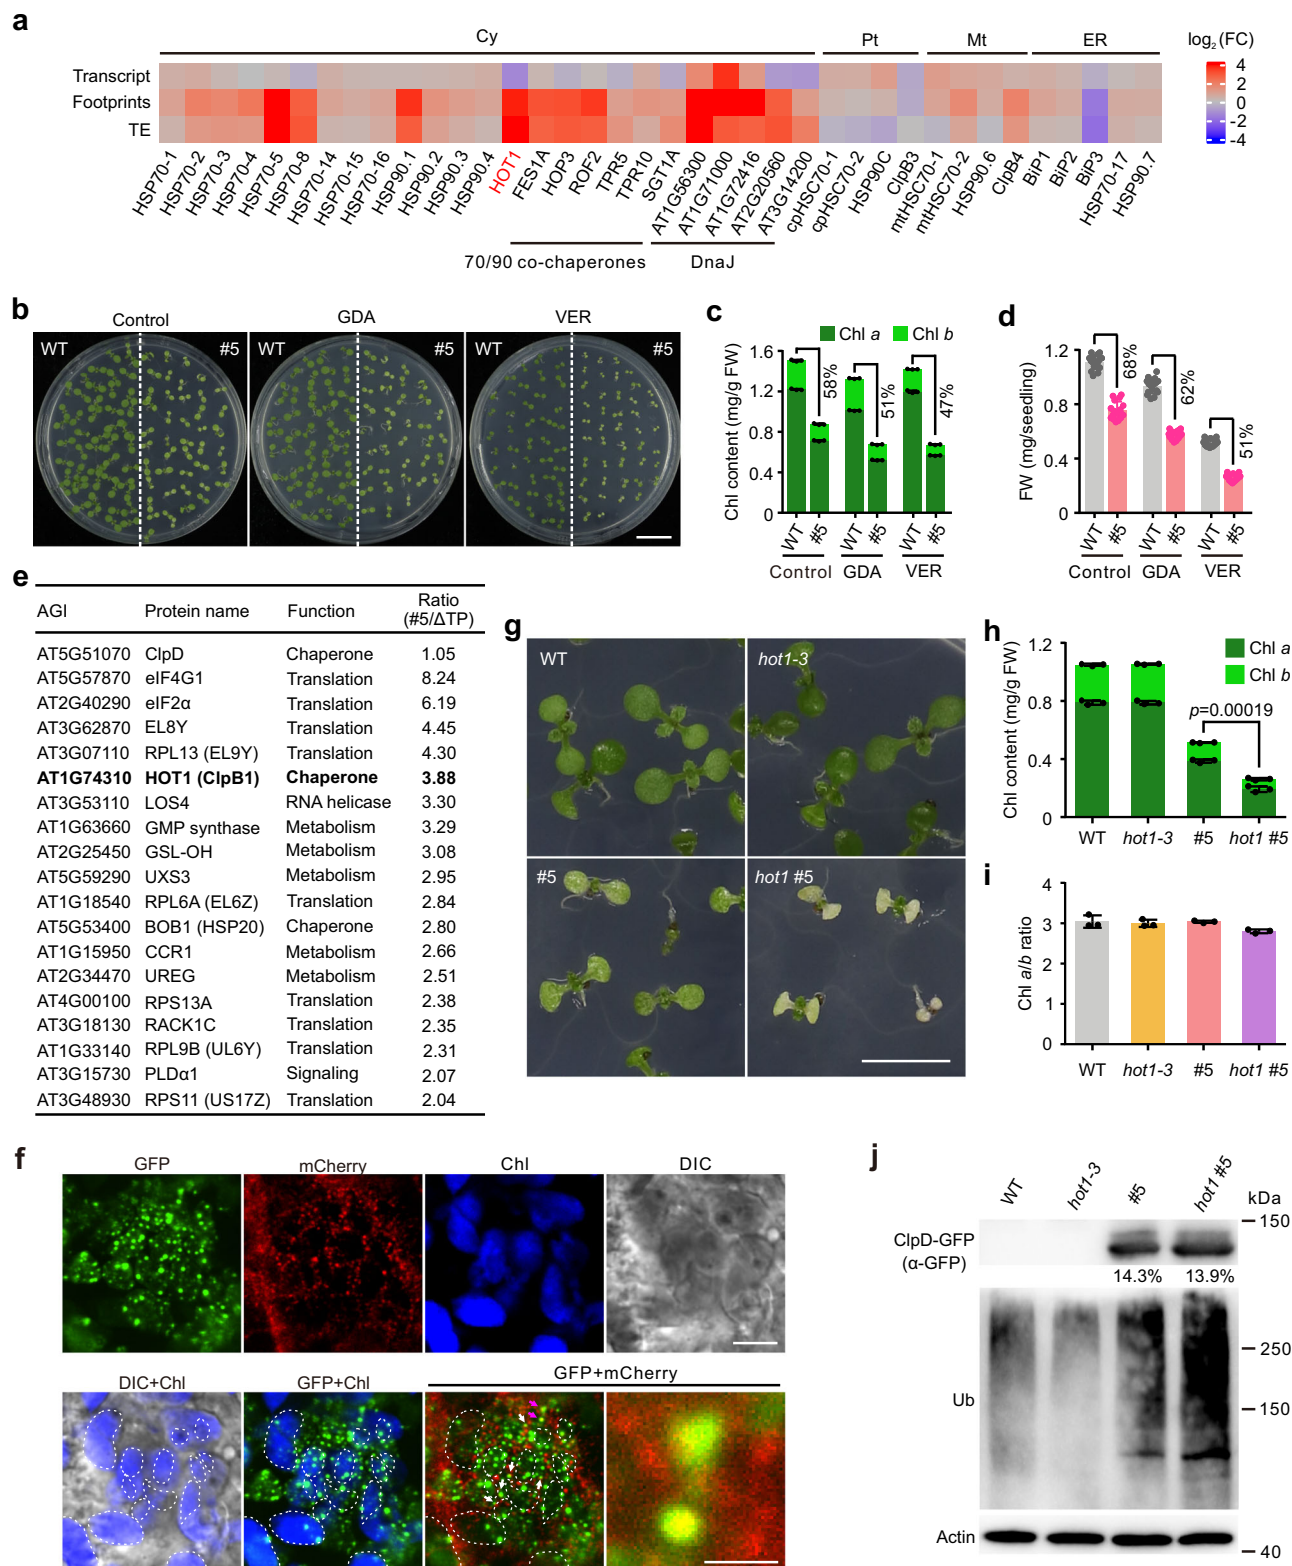 a
Cy Pt Mt ER
log2(FC)
4
2
0
-2
-4
Transcript
Footprints
TE
HSP70-1 HSP70-2 HSP70-3 HSP70-4 HSP70-5 HSP70-8 HSP70-14 HSP70-15 HSP70-16 HSP90.1 HSP90.2 HSP90.3 HSP90.4 HOT1 FES1A HOP3 ROF2 TPR5 TPR10 SGT1A AT1G56300 AT1G71000 AT1G72416 AT2G20560 AT3G14200 cpHSC70-1 cpHSC70-2 HSP90C ClpB3 mtHSC70-1 mtHSC70-2 HSP90.6 ClpB4 BiP1 BiP2 BiP3 HSP70-17 HSP90.7
70/90 co-chaperones DnaJ
b
Control GDA VER
WT #5 WT #5 WT #5
c
Chl a Chl b
Chl content (mg/g FW)
1.6
1.2
0.8
0.4
0
58% 51% 47%
WT #5 WT #5 WT #5
Control GDA VER
d
FW (mg/seeding)
1.2
0.8
0.4
0
68% 62% 51%
WT #5 WT #5 WT #5
Control GDA VER
e
AGI Protein name Function Ratio (#5/ΔTP)
AT5G51070 ClpD Chaperone 1.05
AT5G57870 eIF4G1 Translation 8.24
AT2G40290 eIF2α Translation 6.19
AT3G62870 EL8Y Translation 4.45
AT3G07110 RPL13 (EL9Y) Translation 4.30
AT1G74310 HOT1 (ClpB1) Chaperone 3.88
AT3G53110 LOS4 RNA helicase 3.30
AT1G63660 GMP synthase Metabolism 3.29
AT2G25450 GSL-OH Metabolism 3.08
AT5G59290 UXS3 Metabolism 2.95
AT1G18540 RPL6A (EL6Z) Translation 2.84
AT5G53400 BOB1 (HSP20) Chaperone 2.80
AT1G15950 CCR1 Metabolism 2.66
AT2G34470 UREG Metabolism 2.51
AT4G00100 RPS13A Translation 2.38
AT3G18130 RACK1C Translation 2.35
AT1G33140 RPL9B (UL6Y) Translation 2.31
AT3G15730 PLDα1 Signaling 2.07
AT3G48930 RPS11 (US17Z) Translation 2.04
g
WT hot1-3
#5 hot1 #5
h
Chl a
Chl b
Chl content (mg/g FW)
1.2
0.8
0.4
0
p=0.00019
WT hot1-3 #5 hot1 #5
i
Chl a/b ratio
4
3
2
1
0
WT hot1-3 #5 hot1 #5
f
GFP mCherry Chl DIC
DIC+Chl GFP+Chl GFP+mCherry
j
WT hot1-3 #5 hot1 #5 kDa
ClpD-GFP
(α-GFP)
150
14.3% 13.9%
Ub
250
150
Actin
40